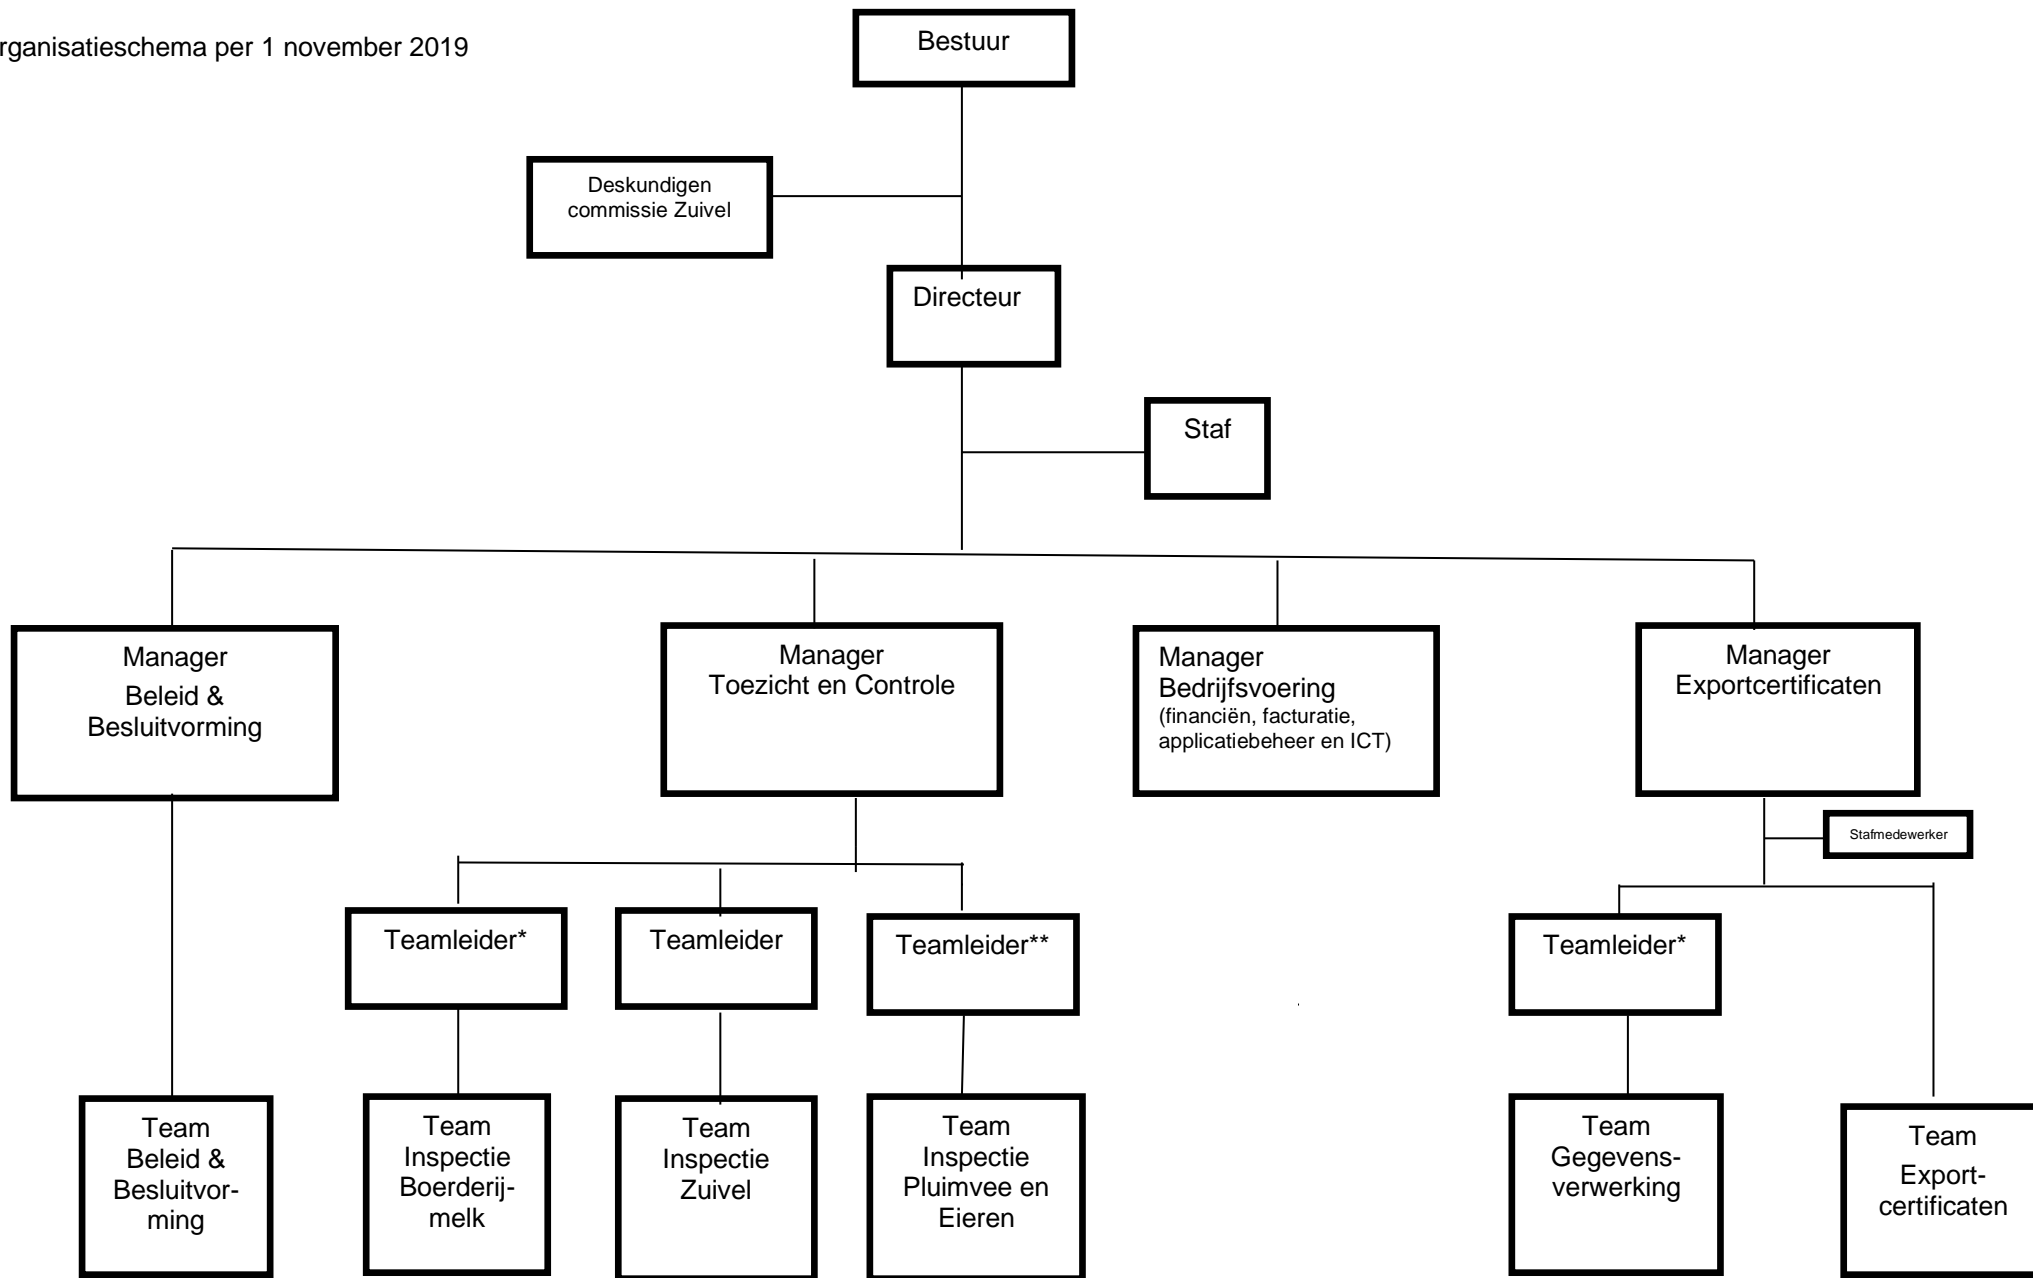 rganisatieschema per 1 november 2019
Bestuur
Deskundigen
commissie Zuivel
Directeur
Staf
Manager
Beleid &
Besluitvorming
Manager
Toezicht en Controle
Manager
Bedrijfsvoering
(financiën, facturatie,
applicatiebeheer en ICT)
Manager
Exportcertificaten
Stafmedewerker
Teamleider*
Teamleider
Teamleider**
Teamleider*
Team
Beleid &
Besluitvor-
ming
Team
Inspectie
Boerderij-
melk
Team
Inspectie
Zuivel
Team
Inspectie
Pluimvee en
Eieren
Team
Gegevens-
verwerking
Team
Export-
certificaten